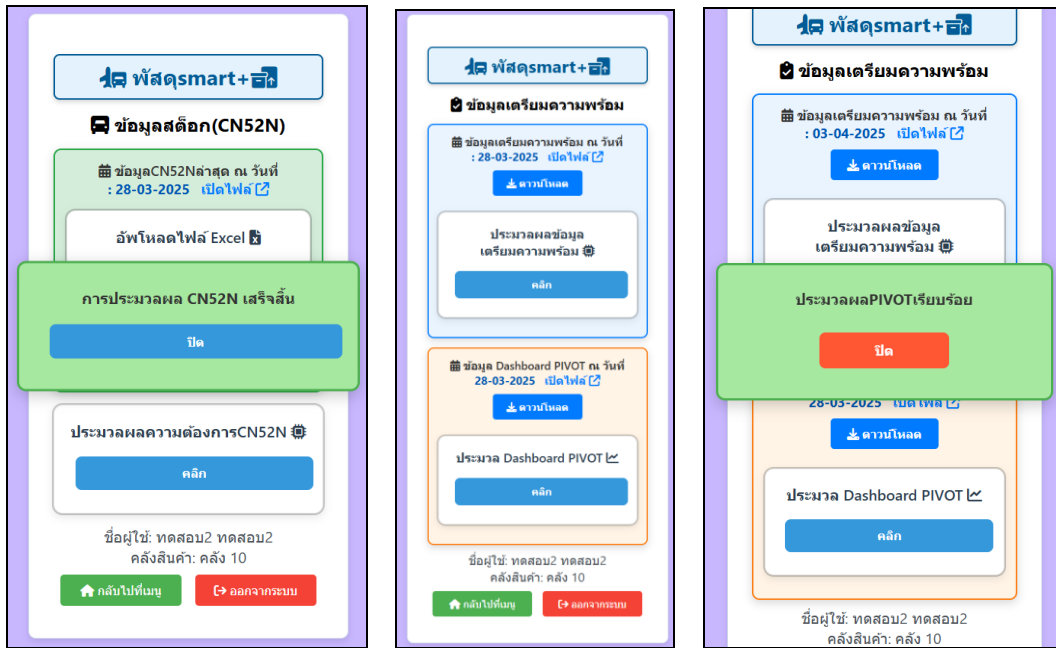 พัสดุsmart+
ข้อมูลสต็อก(CN52N)
ข้อมูลCN52Nล่าสุด ณ วันที่
: 28-03-2025 เปิดไฟล์
อัพโหลดไฟล์ Excel
การประมวลผล CN52N เสร็จสิ้น
ปิด
ประมวลผลความต้องการCN52N
คลิก
ชื่อผู้ใช้: ทดสอบ2 ทดสอบ2
คลังสินค้า: คลัง 10
กลับไปที่เมนู
ออกจากระบบ
พัสดุsmart+
ข้อมูลเตรียมความพร้อม
ข้อมูลเตรียมความพร้อม ณ วันที่
: 28-03-2025 เปิดไฟล์
ดาวน์โหลด
ประมวลผลข้อมูล
เตรียมความพร้อม
คลิก
ข้อมูล Dashboard PIVOT ณ วันที่
28-03-2025 เปิดไฟล์
ดาวน์โหลด
ประมวล Dashboard PIVOT
คลิก
ชื่อผู้ใช้: ทดสอบ2 ทดสอบ2
คลังสินค้า: คลัง 10
กลับไปที่เมนู
ออกจากระบบ
พัสดุsmart+
ข้อมูลเตรียมความพร้อม
ข้อมูลเตรียมความพร้อม ณ วันที่
: 03-04-2025 เปิดไฟล์
ดาวน์โหลด
ประมวลผลข้อมูล
เตรียมความพร้อม
ประมวลผลPIVOTเรียบร้อย
ปิด
28-03-2025 เปิดไฟล์
ดาวน์โหลด
ประมวล Dashboard PIVOT
คลิก
ชื่อผู้ใช้: ทดสอบ2 ทดสอบ2
คลังสินค้า: คลัง 10